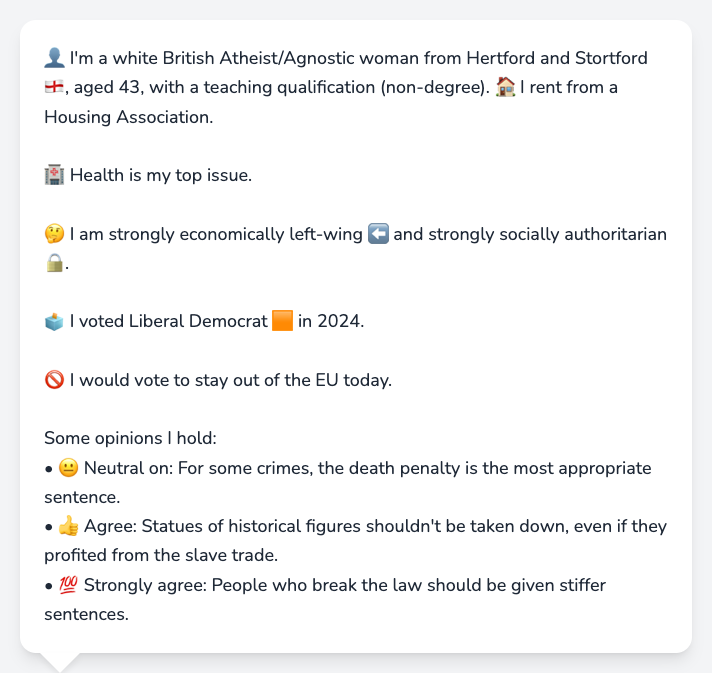 👤 I'm a white British Atheist/Agnostic woman from Hertford and Stortford
🏴󠁧󠁢󠁥󠁮󠁧󠁿, aged 43, with a teaching qualification (non-degree). 🏠 I rent from a
Housing Association.
🏥 Health is my top issue.
🤔 I am strongly economically left-wing ⬅️ and strongly socially authoritarian
🔒.
🗳️ I voted Liberal Democrat 🟧 in 2024.
🚫 I would vote to stay out of the EU today.
Some opinions I hold:
• 😐 Neutral on: For some crimes, the death penalty is the most appropriate
sentence.
• 👍 Agree: Statues of historical figures shouldn't be taken down, even if they
profited from the slave trade.
• 💯 Strongly agree: People who break the law should be given stiffer
sentences.